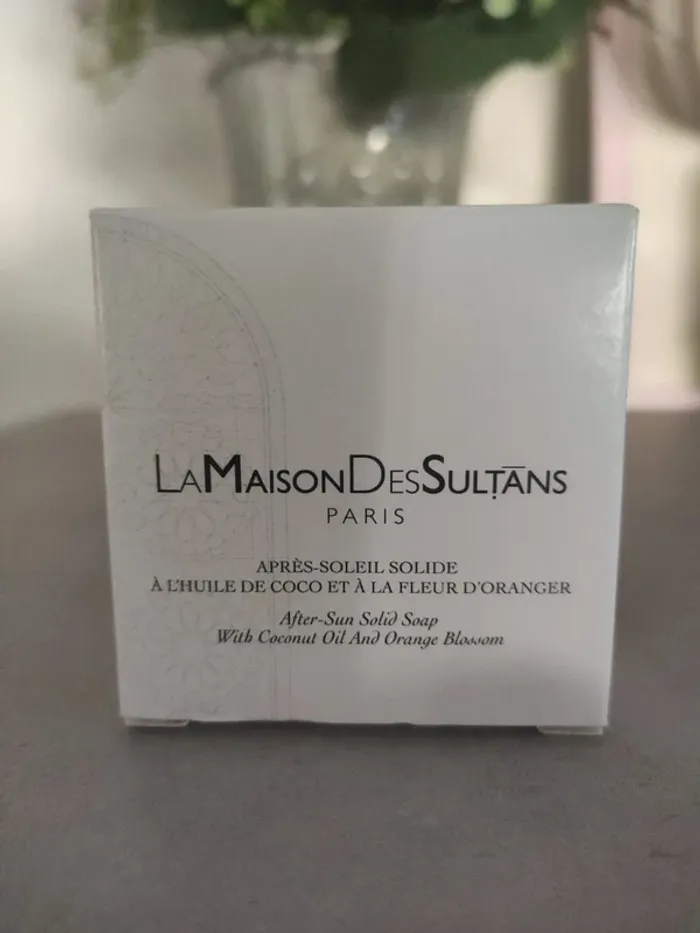 LAMAISONDESSULṬĀNS
PARIS
APRÈS-SOLEIL SOLIDE
À L'HUILE DE COCO ET À LA FLEUR D'ORANGER
After-Sun Solid Soap
With Coconut Oil And Orange Blossom